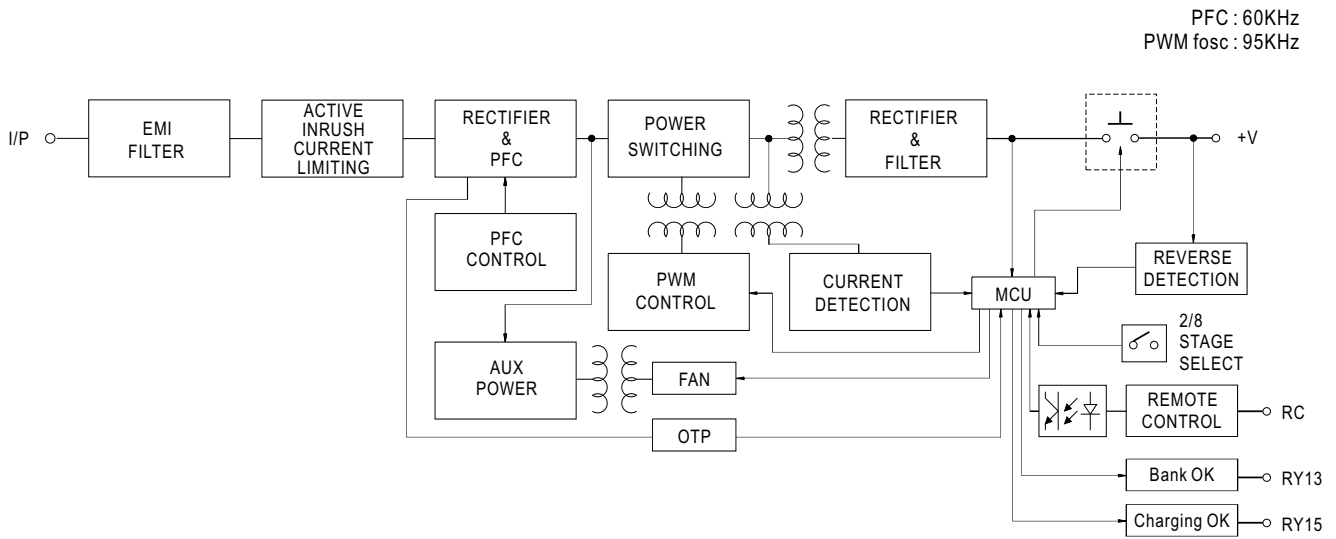 PFC : 60KHz
PWM fosc : 95KHz
I/P
EMI
FILTER
ACTIVE
INRUSH
CURRENT
LIMITING
RECTIFIER
&
PFC
POWER
SWITCHING
RECTIFIER
&
FILTER
+V
PFC
CONTROL
PWM
CONTROL
CURRENT
DETECTION
MCU
REVERSE
DETECTION
2/8
STAGE
SELECT
AUX
POWER
FAN
OTP
REMOTE
CONTROL
RC
Bank OK
RY13
Charging OK
RY15